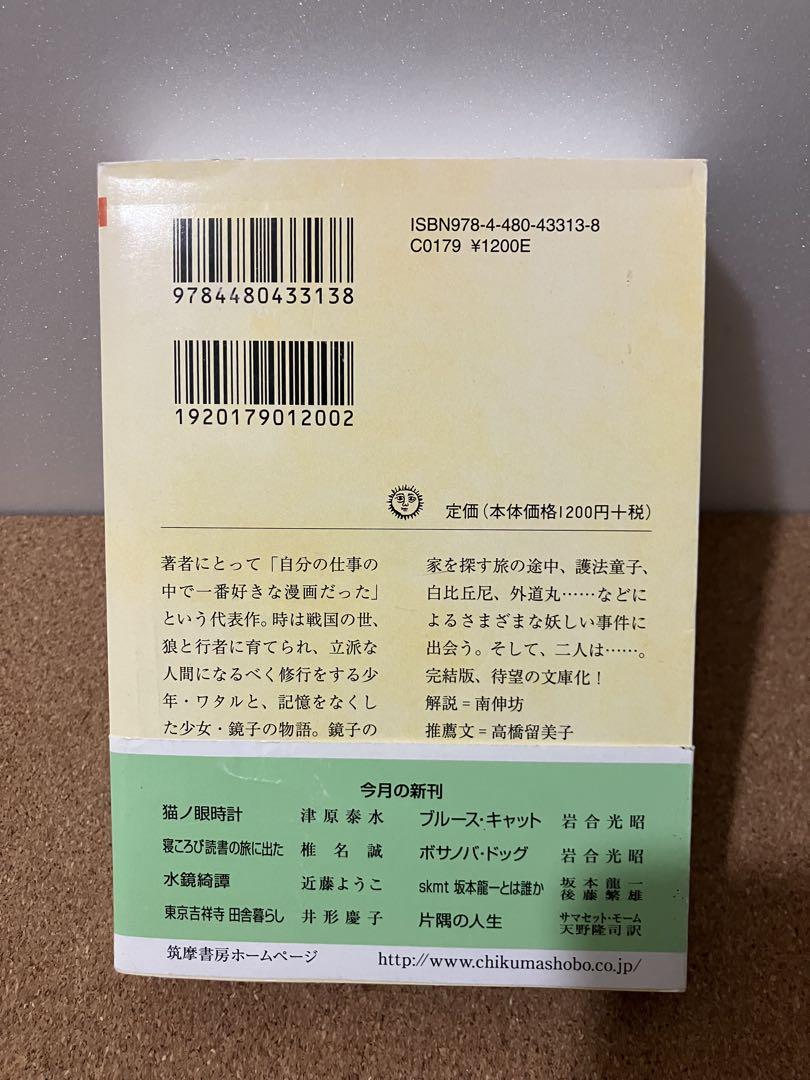 ISBN978-4-480-43313-8
C0179 ¥1200E
9784480433138
1920179012002
定価(本体価格1200円+税)
著者にとって「自分の仕事の
中で一番好きな漫画だった」
という代表作。時は戦国の世、
狼と行者に育てられ、立派な
人間になるべく修行をする少
年・ワタルと、記憶をなくし
た少女・鏡子の物語。鏡子の
家を探す旅の途中、護法童子、
白比丘尼、外道丸……などに
よるさまざまな妖しい事件に
出会う。そして、二人は……。
完結版、待望の文庫化!
解説=南伸坊
推薦文=高橋留美子
今月の新刊
猫ノ眼時計 津原泰水
寝ころび読書の旅に出た 椎名誠
水鏡綺譚 近藤ようこ
東京吉祥寺 田舎暮らし 井形慶子
ブルース・キャット 岩合光昭
ボサノバ・ドッグ 岩合光昭
skmt 坂本龍一とは誰か 坂本龍一
後藤繁雄
片隅の人生 サマセット・モーム
天野隆司訳
筑摩書房ホームページ http://www.chikumashobo.co.jp/